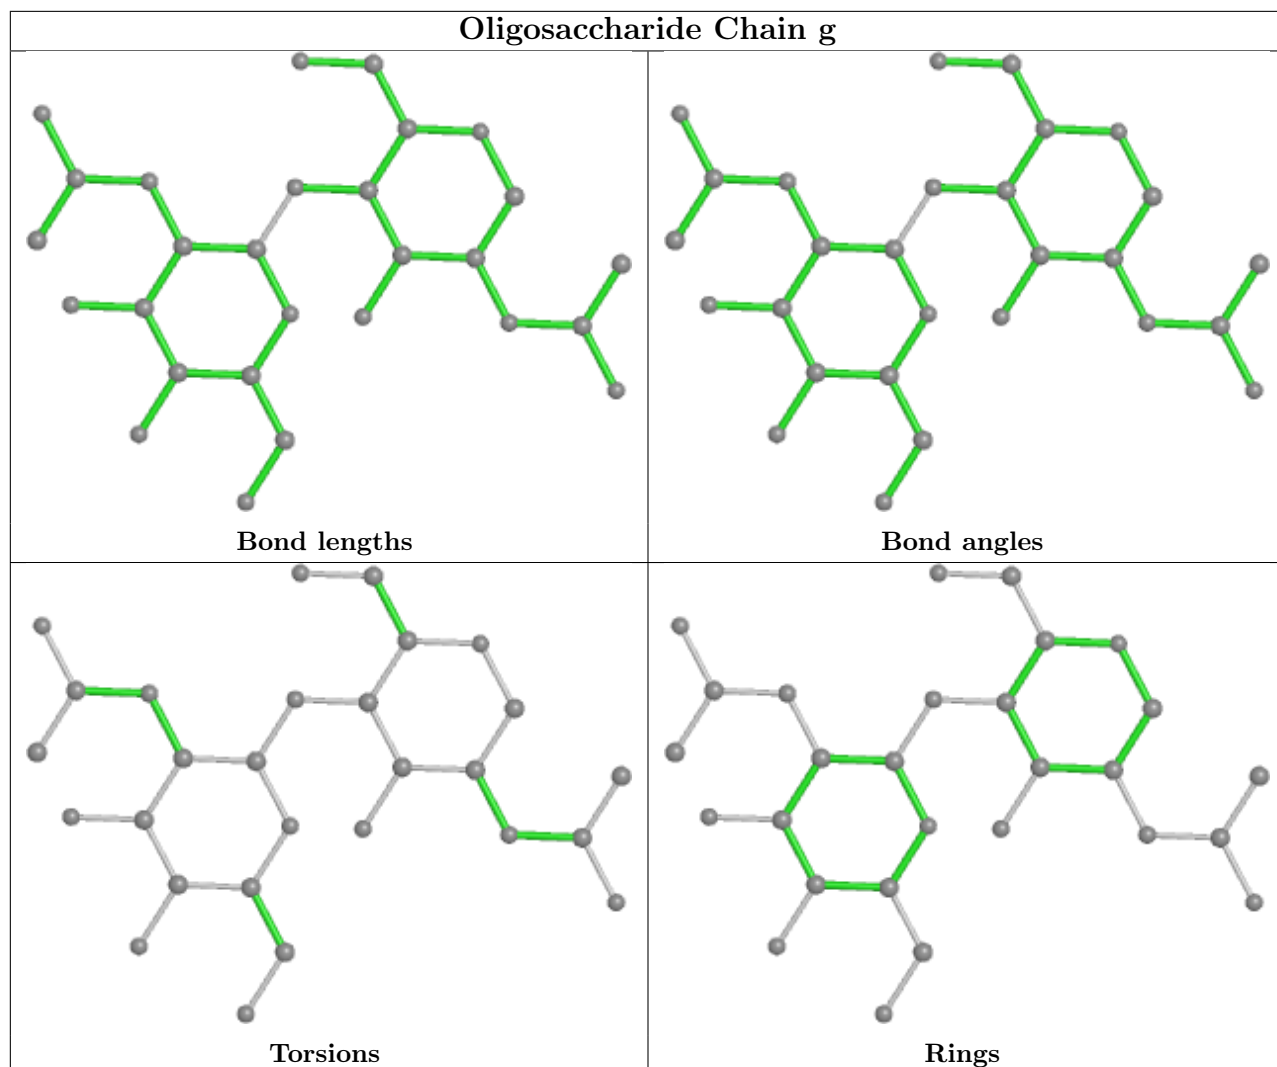 Oligosaccharide Chain g
Bond lengths
Bond angles
Torsions
Rings